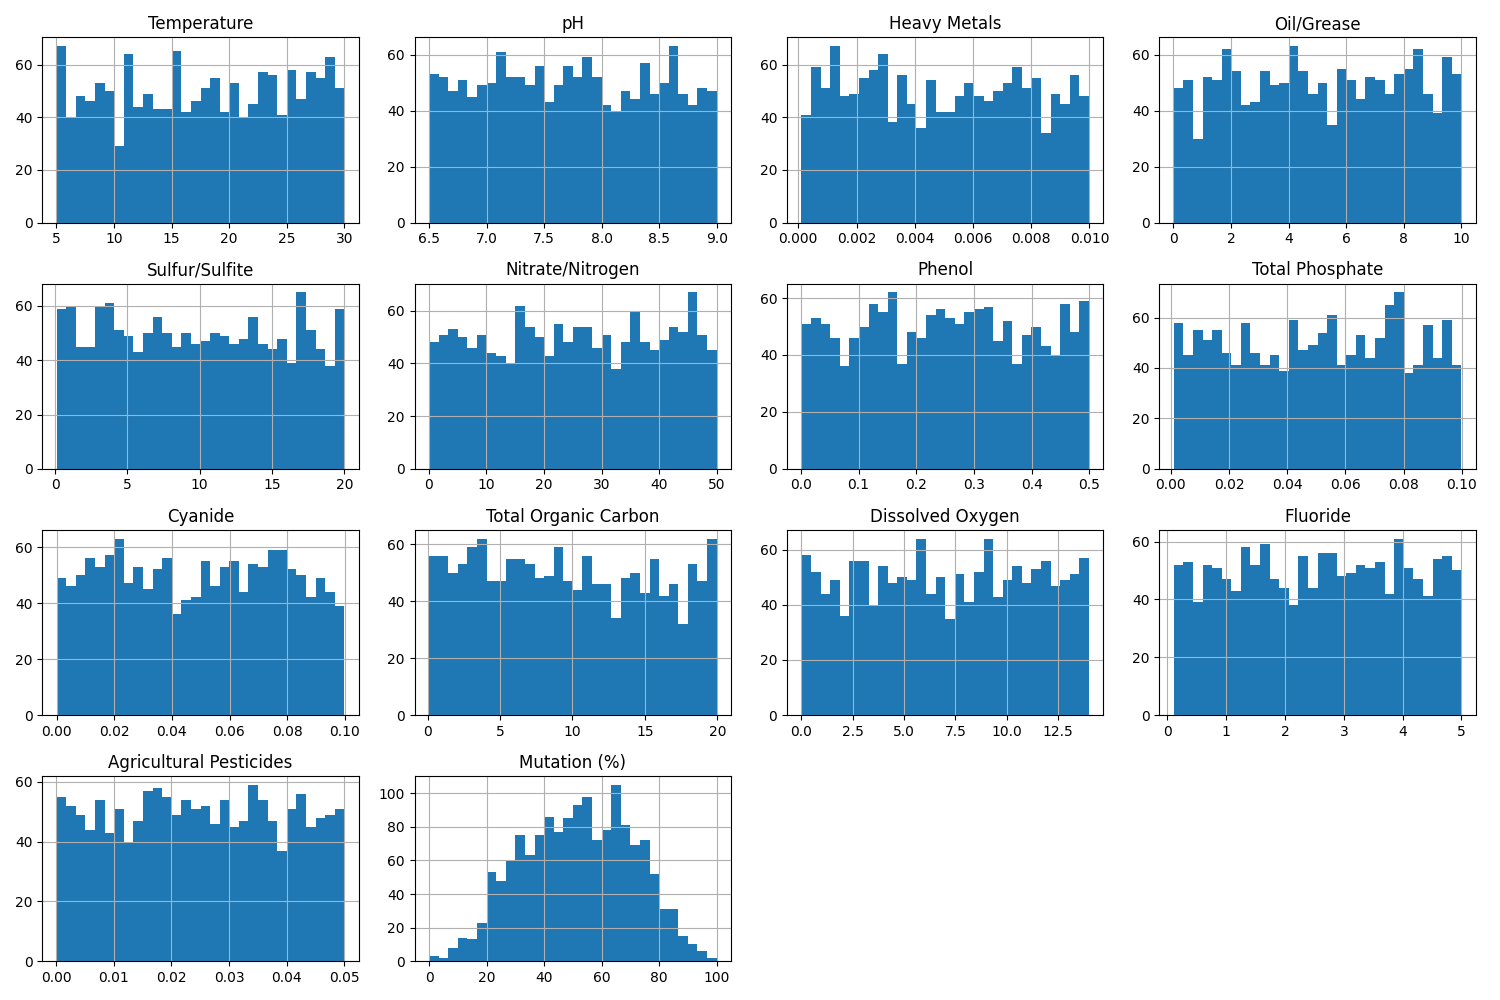 Temperature
60
40
20
0
5 10 15 20 25 30
pH
60
40
20
0
6.5 7.0 7.5 8.0 8.5 9.0
Heavy Metals
60
40
20
0
0.000 0.002 0.004 0.006 0.008 0.010
Oil/Grease
60
40
20
0
0 2 4 6 8 10
Sulfur/Sulfite
60
40
20
0
0 5 10 15 20
Nitrate/Nitrogen
60
40
20
0
0 10 20 30 40 50
Phenol
60
40
20
0
0.0 0.1 0.2 0.3 0.4 0.5
Total Phosphate
60
40
20
0
0.00 0.02 0.04 0.06 0.08 0.10
Cyanide
60
40
20
0
0.00 0.02 0.04 0.06 0.08 0.10
Total Organic Carbon
60
40
20
0
0 5 10 15 20
Dissolved Oxygen
60
40
20
0
0.0 2.5 5.0 7.5 10.0 12.5
Fluoride
60
40
20
0
0 1 2 3 4 5
Agricultural Pesticides
60
40
20
0
0.00 0.01 0.02 0.03 0.04 0.05
Mutation (%)
100
80
60
40
20
0
0 20 40 60 80 100